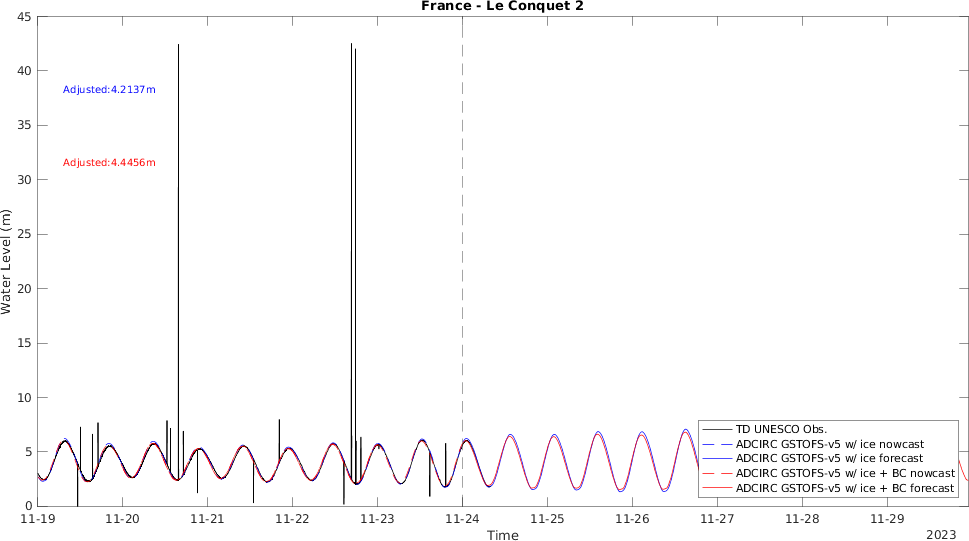 France - Le Conquet 2
45
40
35
30
25
20
15
10
5
0
Water Level (m)
Adjusted:4.2137m
Adjusted:4.4456m
TD UNESCO Obs.
ADCIRC GSTOFS-v5 w/ ice nowcast
ADCIRC GSTOFS-v5 w/ ice forecast
ADCIRC GSTOFS-v5 w/ ice + BC nowcast
ADCIRC GSTOFS-v5 w/ ice + BC forecast
11-19 11-20 11-21 11-22 11-23 11-24 11-25 11-26 11-27 11-28 11-29
Time
2023